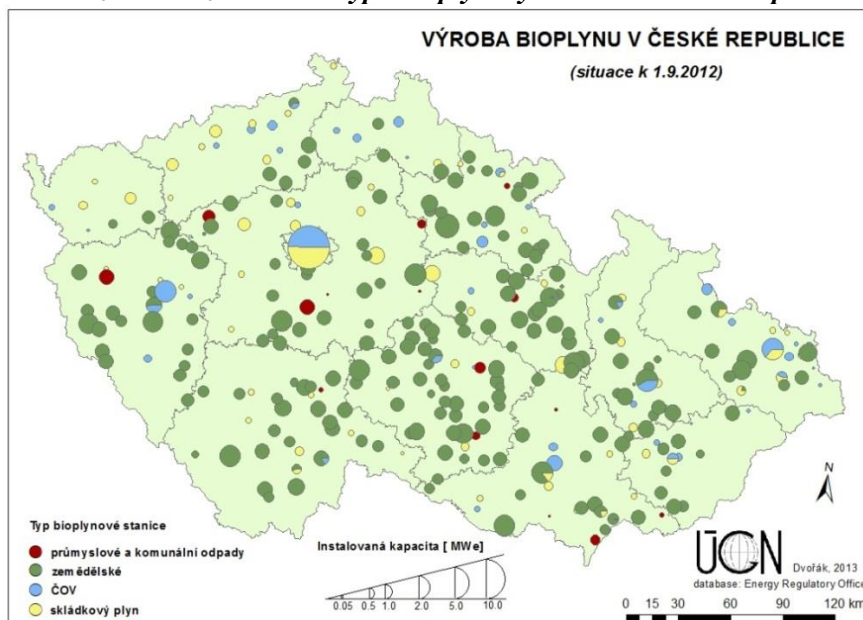 VÝROBA BIOPLYNU V ČESKÉ REPUBLICE
(situace k 1.9.2012)
N
Typ bioplynové stanice
průmyslové a komunální odpady
zemědělské
ČOV
skládkový plyn
Instalovaná kapacita [ MWe]
0.05 0.5 1.0 2.0 5.0 10.0
ÚGN
Dvořák, 2013
database: Energy Regulatory Office
0 15 30 60 90 120 km